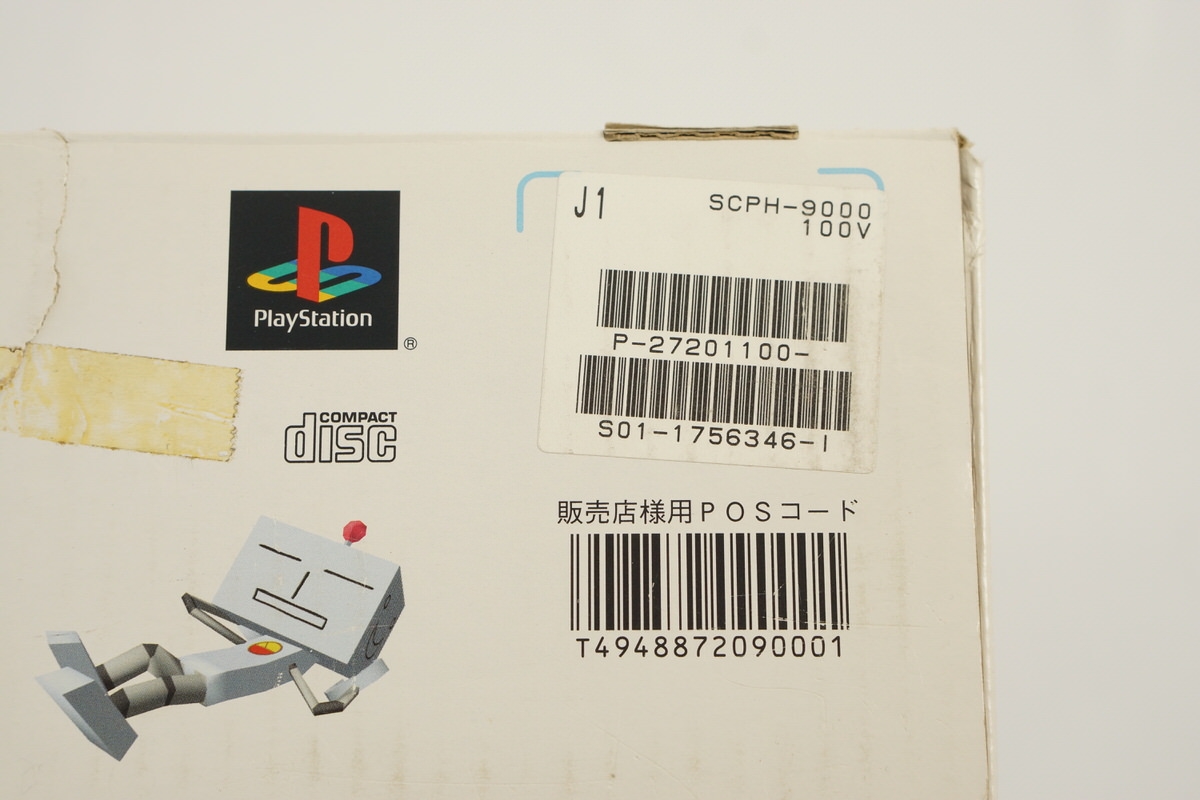 PlayStation
®
COMPACT
disc
J1
SCPH-9000
100V
P-27201100-
S01-1756346-I
販売店様用POSコード
T4948872090001